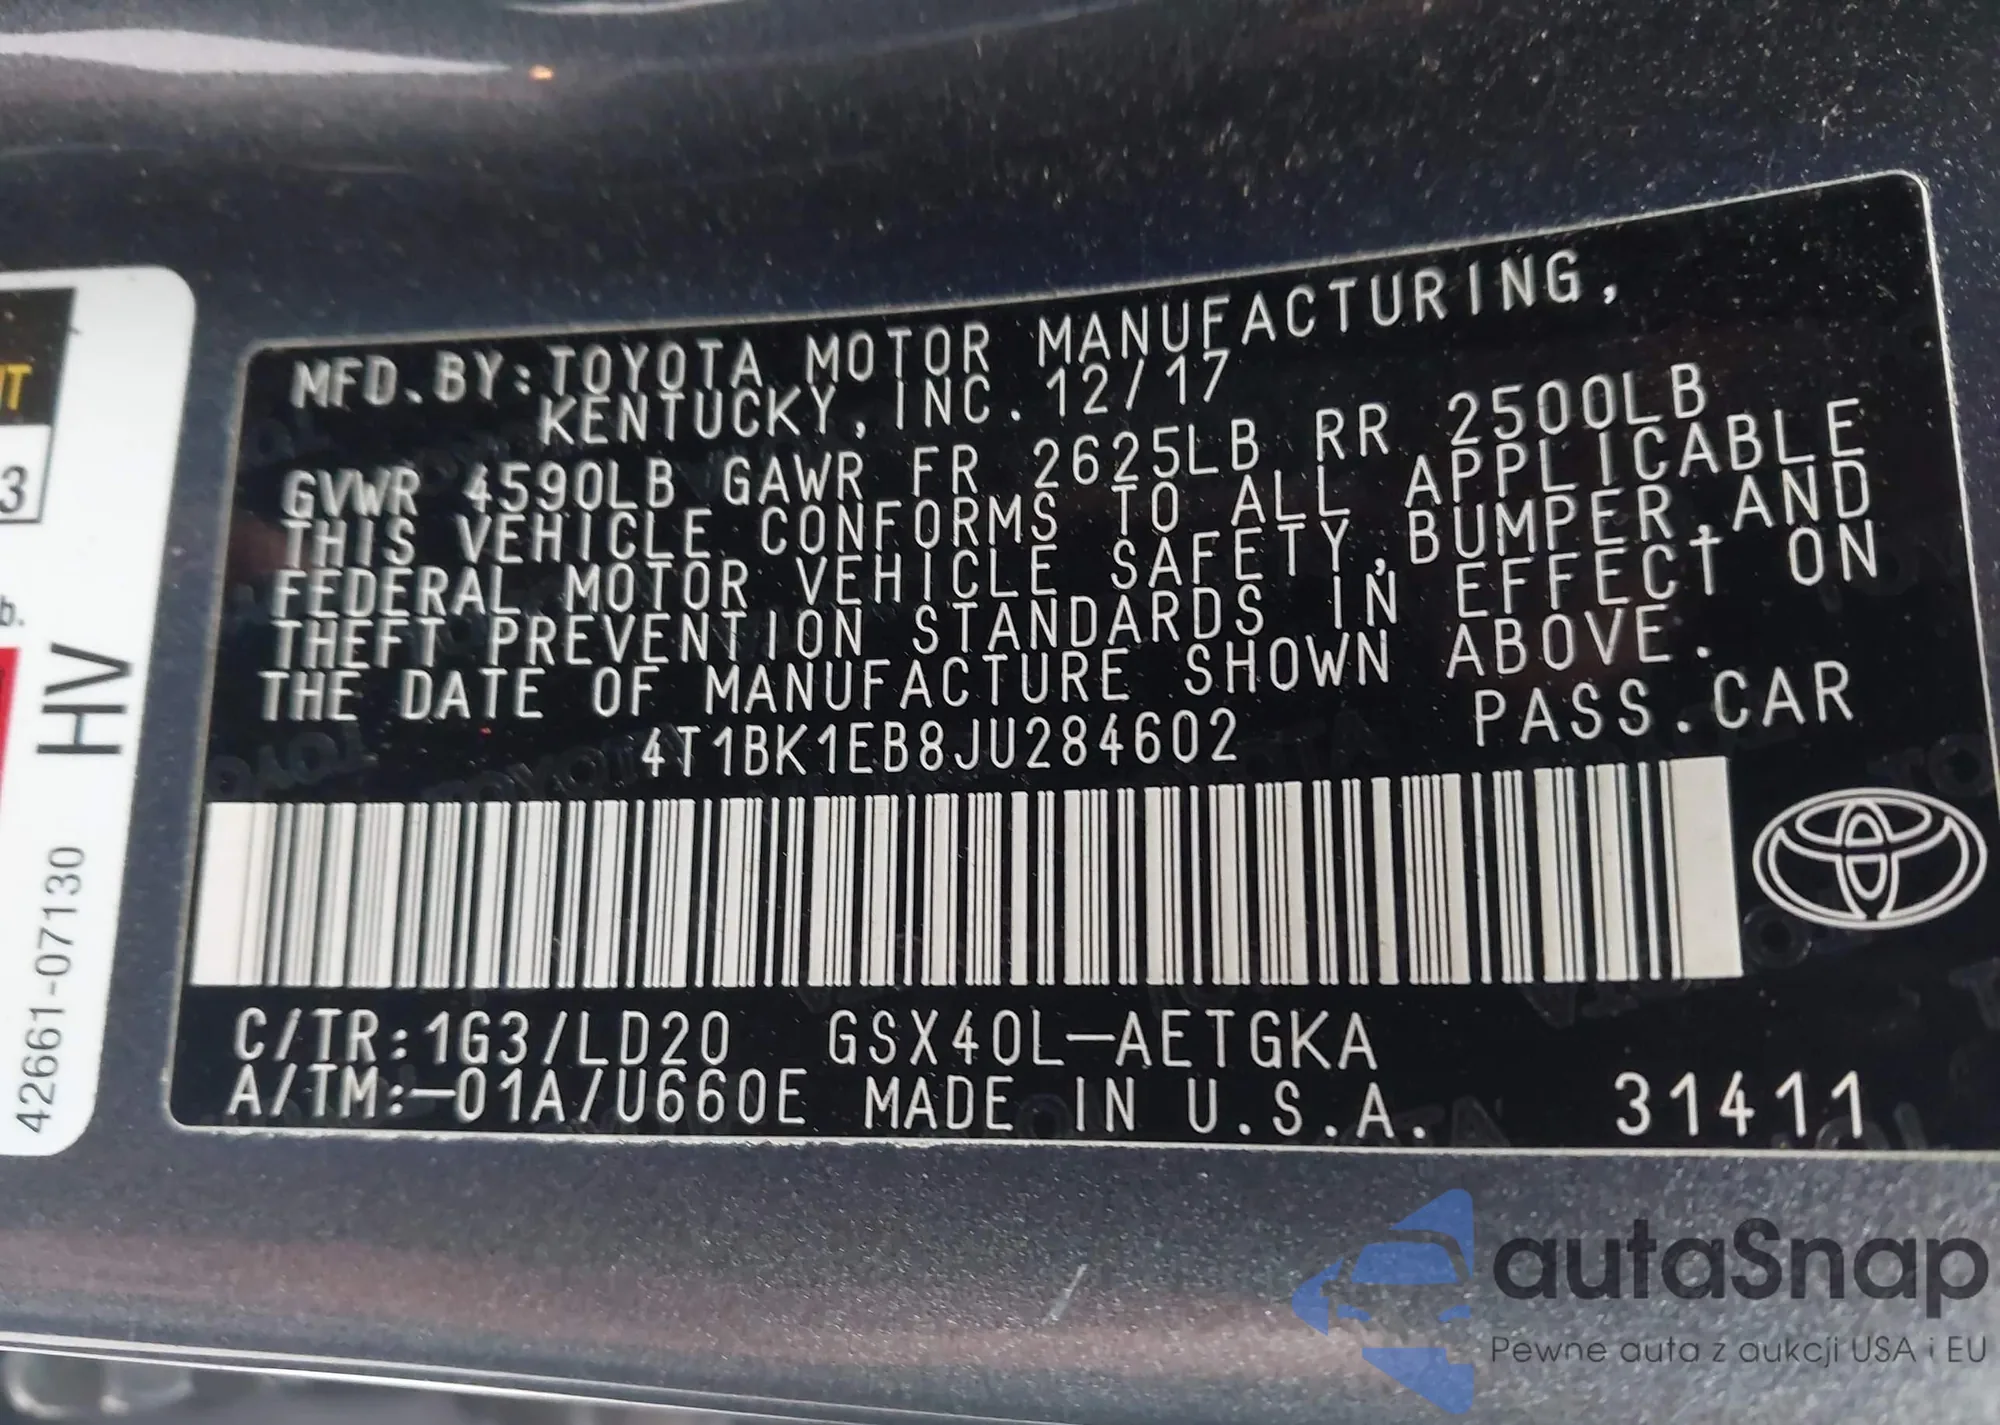 MFD.BY:TOYOTA MOTOR MANUFACTURING,
KENTUCKY, INC. 12/17
GVWR 4590LB GAWR FR 2625LB RR 2500LB
THIS VEHICLE CONFORMS TO ALL APPLICABLE
FEDERAL MOTOR VEHICLE SAFETY,BUMPER,AND
THEFT PREVENTION STANDARDS IN EFFECT ON
THE DATE OF MANUFACTURE SHOWN ABOVE.
4T1BK1EB8JU284602 PASS.CAR
C/TR:1G3/LD20 GSX40L-AETGKA
A/TM:-01A/U660E MADE IN U.S.A. 31411
3
b.
HV
42661-07130
autaSnap
Pewne auta z aukcji USA i EU